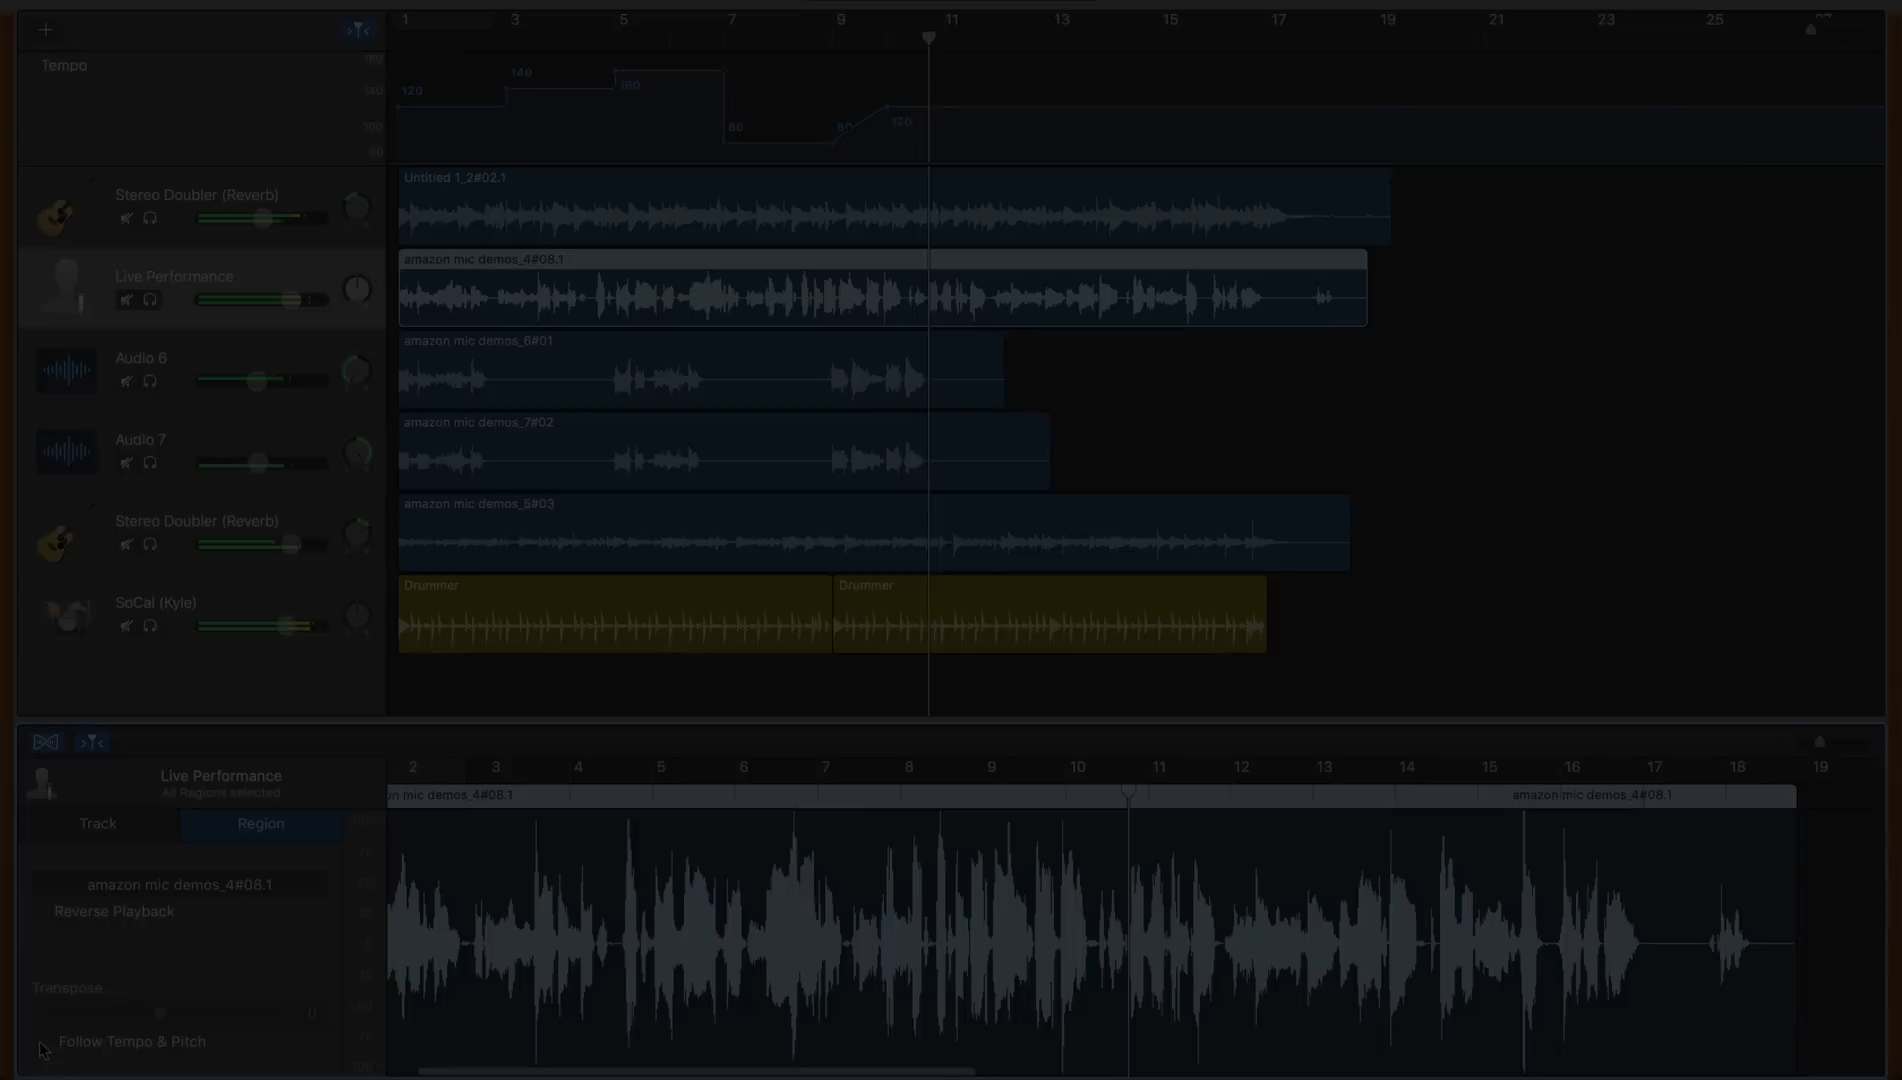 1 3 5 7 9 11 13 15 17 19 21 23 25
Tempo
180
140
100
60
120
140
160
80
80
120
Stereo Doubler (Reverb)
Untitled 1_2#02.1
Live Performance
amazon mic demos_4#08.1
Audio 6
amazon mic demos_6#01
Audio 7
amazon mic demos_7#02
Stereo Doubler (Reverb)
amazon mic demos_5#03
SoCal (Kyle)
Drummer
Drummer
2 3 4 5 6 7 8 9 10 11 12 13 14 15 16 17 18 19
Live Performance
All Regions selected
on mic demos_4#08.1
amazon mic demos_4#08.1
Track
Region
amazon mic demos_4#08.1
Reverse Playback
Transpose
0
Follow Tempo & Pitch